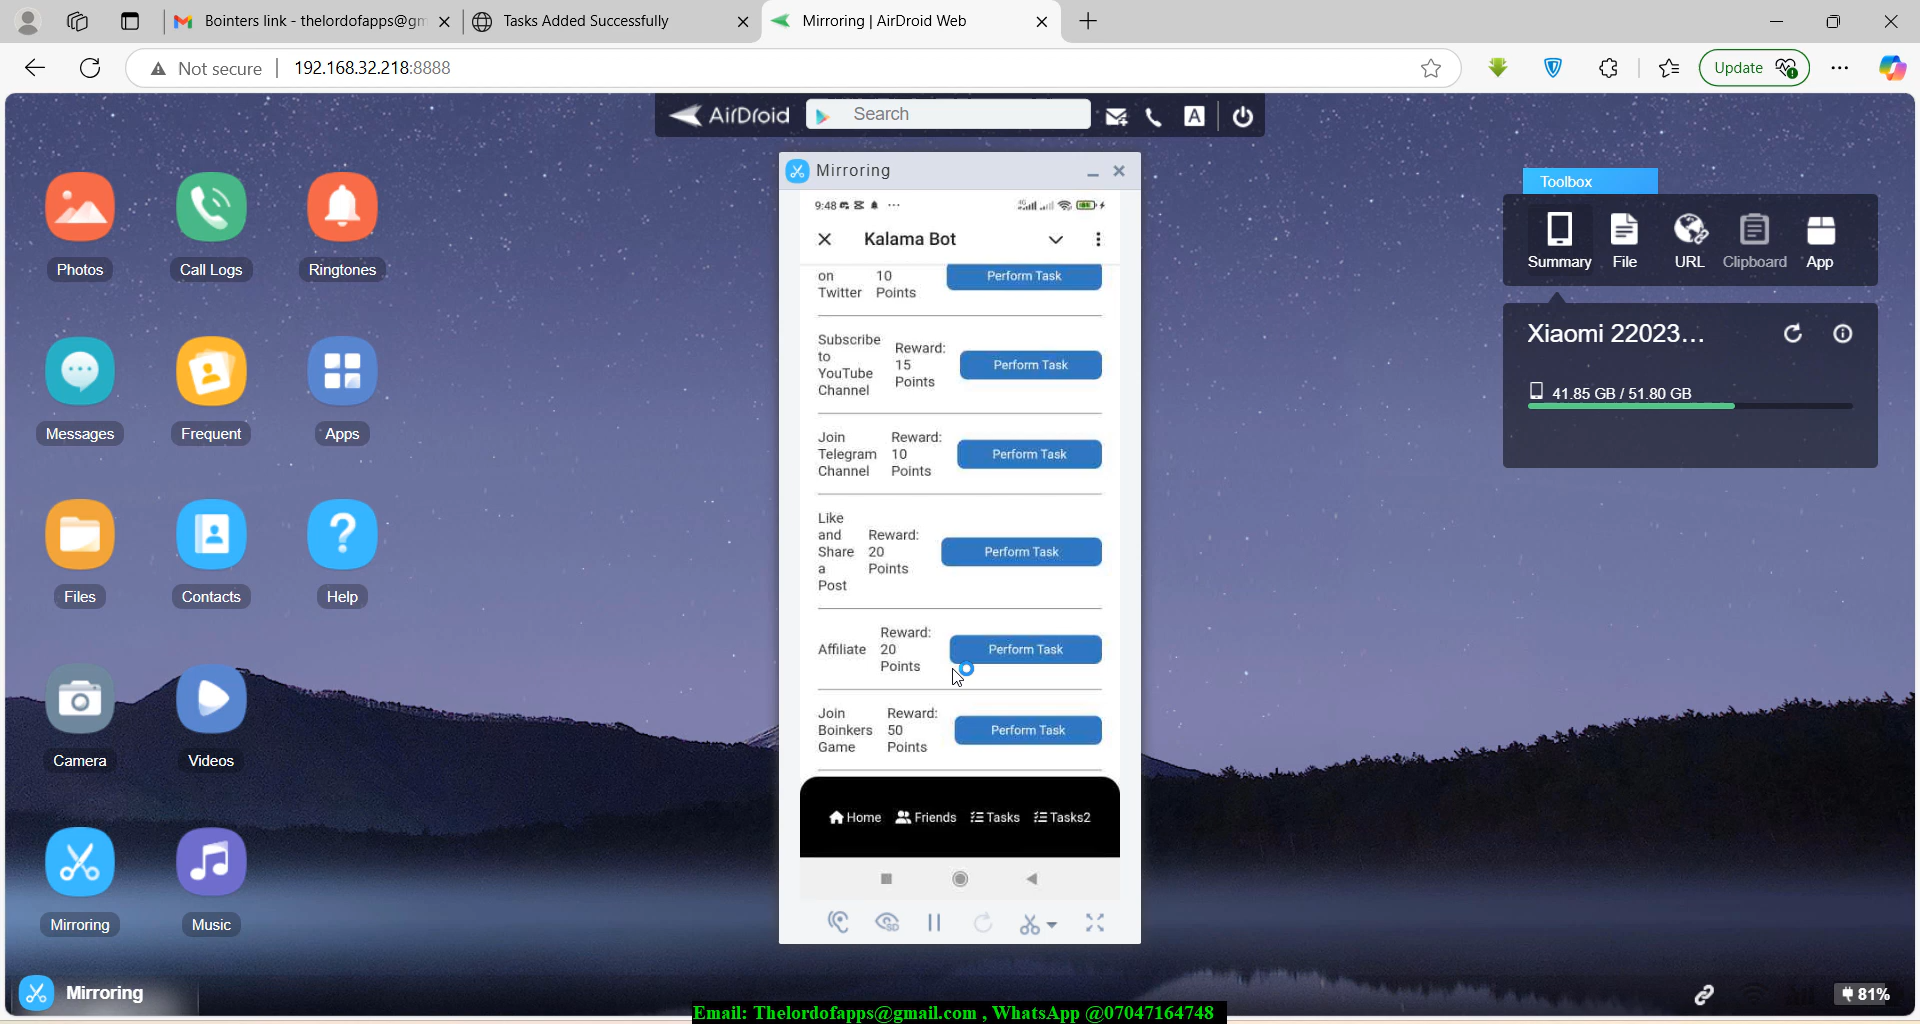 Bointers link - thelordofapps@gm
Tasks Added Successfully
Mirroring | AirDroid Web
Not secure
192.168.32.218:8888
Update
AirDroid
Search
A
Mirroring
9:48
Kalama Bot
on Twitter
10 Points
Perform Task
Subscribe to YouTube Channel
Reward: 15 Points
Perform Task
Join Telegram Channel
Reward: 10 Points
Perform Task
Like and Share a Post
Reward: 20 Points
Perform Task
Affiliate
Reward: 20 Points
Perform Task
Join Boinkers Game
Reward: 50 Points
Perform Task
Home
Friends
Tasks
Tasks2
SD
Photos
Call Logs
Ringtones
Messages
Frequent
Apps
Files
Contacts
Help
Camera
Videos
Mirroring
Music
Toolbox
Summary
File
URL
Clipboard
App
Xiaomi 22023...
41.85 GB / 51.80 GB
Mirroring
81%
Email: Thelordofapps@gmail.com , WhatsApp @07047164748